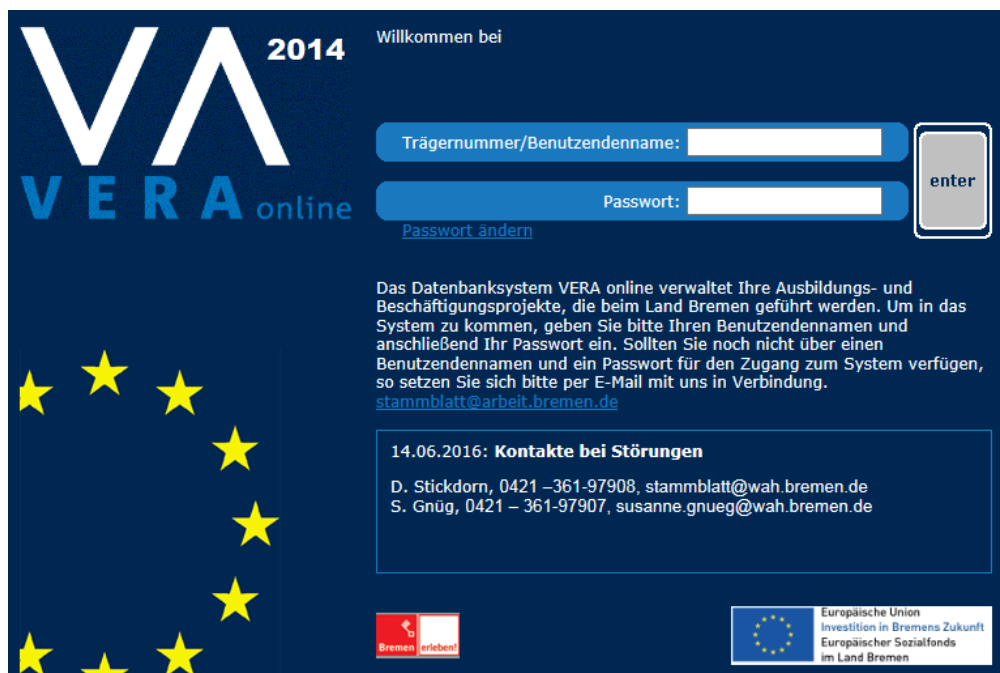 VA 2014
VERA online
Willkommen bei
Trägernummer/Benutzendenname:
Passwort:
enter
Passwort ändern
Das Datenbanksystem VERA online verwaltet Ihre Ausbildungs- und
Beschäftigungsprojekte, die beim Land Bremen geführt werden. Um in das
System zu kommen, geben Sie bitte Ihren Benutzendennamen und
anschließend Ihr Passwort ein. Sollten Sie noch nicht über einen
Benutzendennamen und ein Passwort für den Zugang zum System verfügen,
so setzen Sie sich bitte per E-Mail mit uns in Verbindung.
stammblatt@arbeit.bremen.de
14.06.2016: Kontakte bei Störungen
D. Stickdorn, 0421 –361-97908, stammblatt@wah.bremen.de
S. Gnüg, 0421 – 361-97907, susanne.gnueg@wah.bremen.de
Bremen erleben!
Europäische Union
Investition in Bremens Zukunft
Europäischer Sozialfonds
im Land Bremen